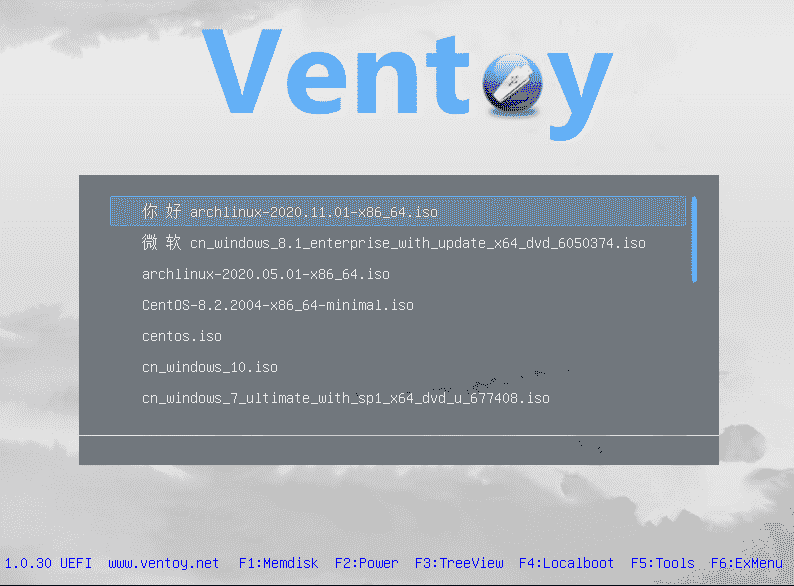 Ventoy
你好 archlinux-2020.11.01-x86_64.iso
微软 cn_windows_8.1_enterprise_with_update_x64_dvd_6050374.iso
archlinux-2020.05.01-x86_64.iso
CentOS-8.2.2004-x86_64-minimal.iso
centos.iso
cn_windows_10.iso
cn_windows_7_ultimate_with_sp1_x64_dvd_u_677408.iso
1.0.30 UEFI www.ventoy.net F1:Memdisk F2:Power F3:TreeView F4:Localboot F5:Tools F6:ExMenu